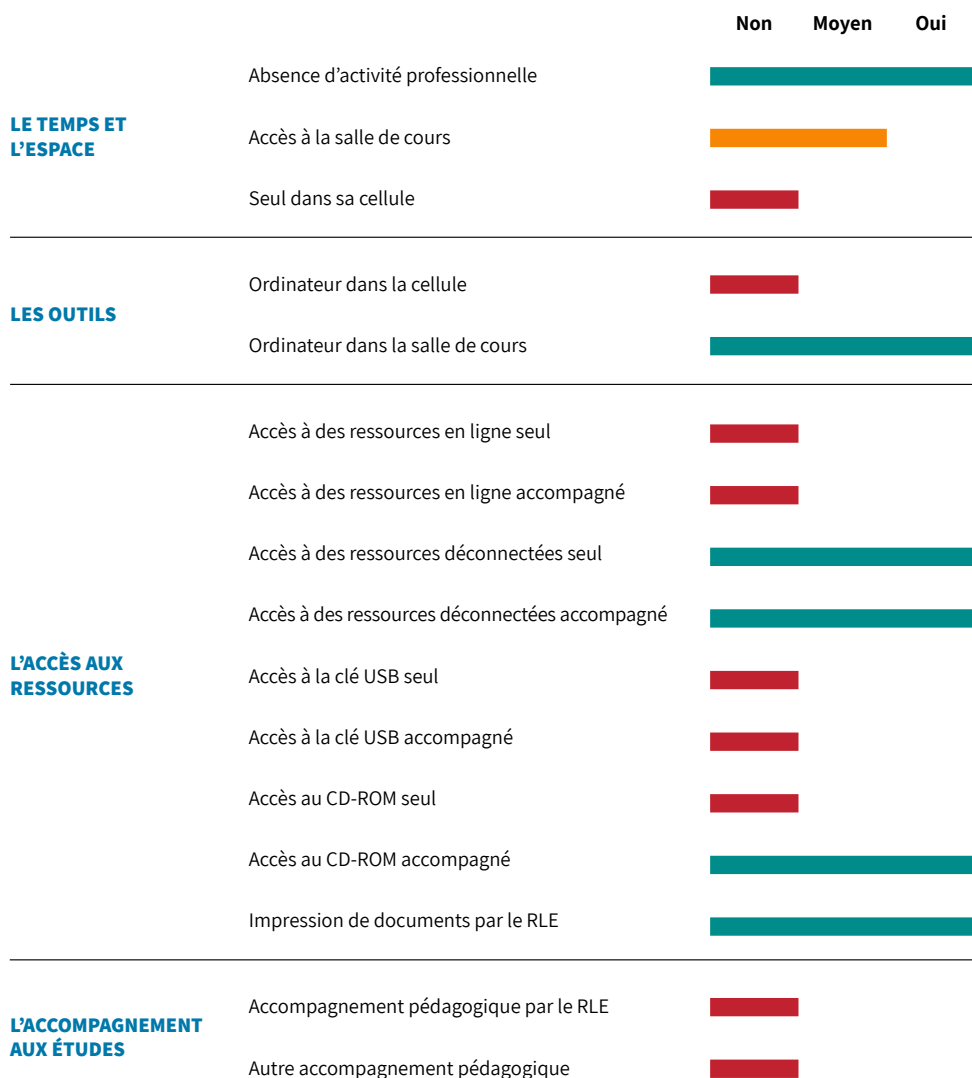 Non Moyen Oui
LE TEMPS ET
L’ESPACE
Absence d’activité professionnelle
Accès à la salle de cours
Seul dans sa cellule
LES OUTILS
Ordinateur dans la cellule
Ordinateur dans la salle de cours
L’ACCÈS AUX
RESSOURCES
Accès à des ressources en ligne seul
Accès à des ressources en ligne accompagné
Accès à des ressources déconnectées seul
Accès à des ressources déconnectées accompagné
Accès à la clé USB seul
Accès à la clé USB accompagné
Accès au CD-ROM seul
Accès au CD-ROM accompagné
Impression de documents par le RLE
L’ACCOMPAGNEMENT
AUX ÉTUDES
Accompagnement pédagogique par le RLE
Autre accompagnement pédagogique